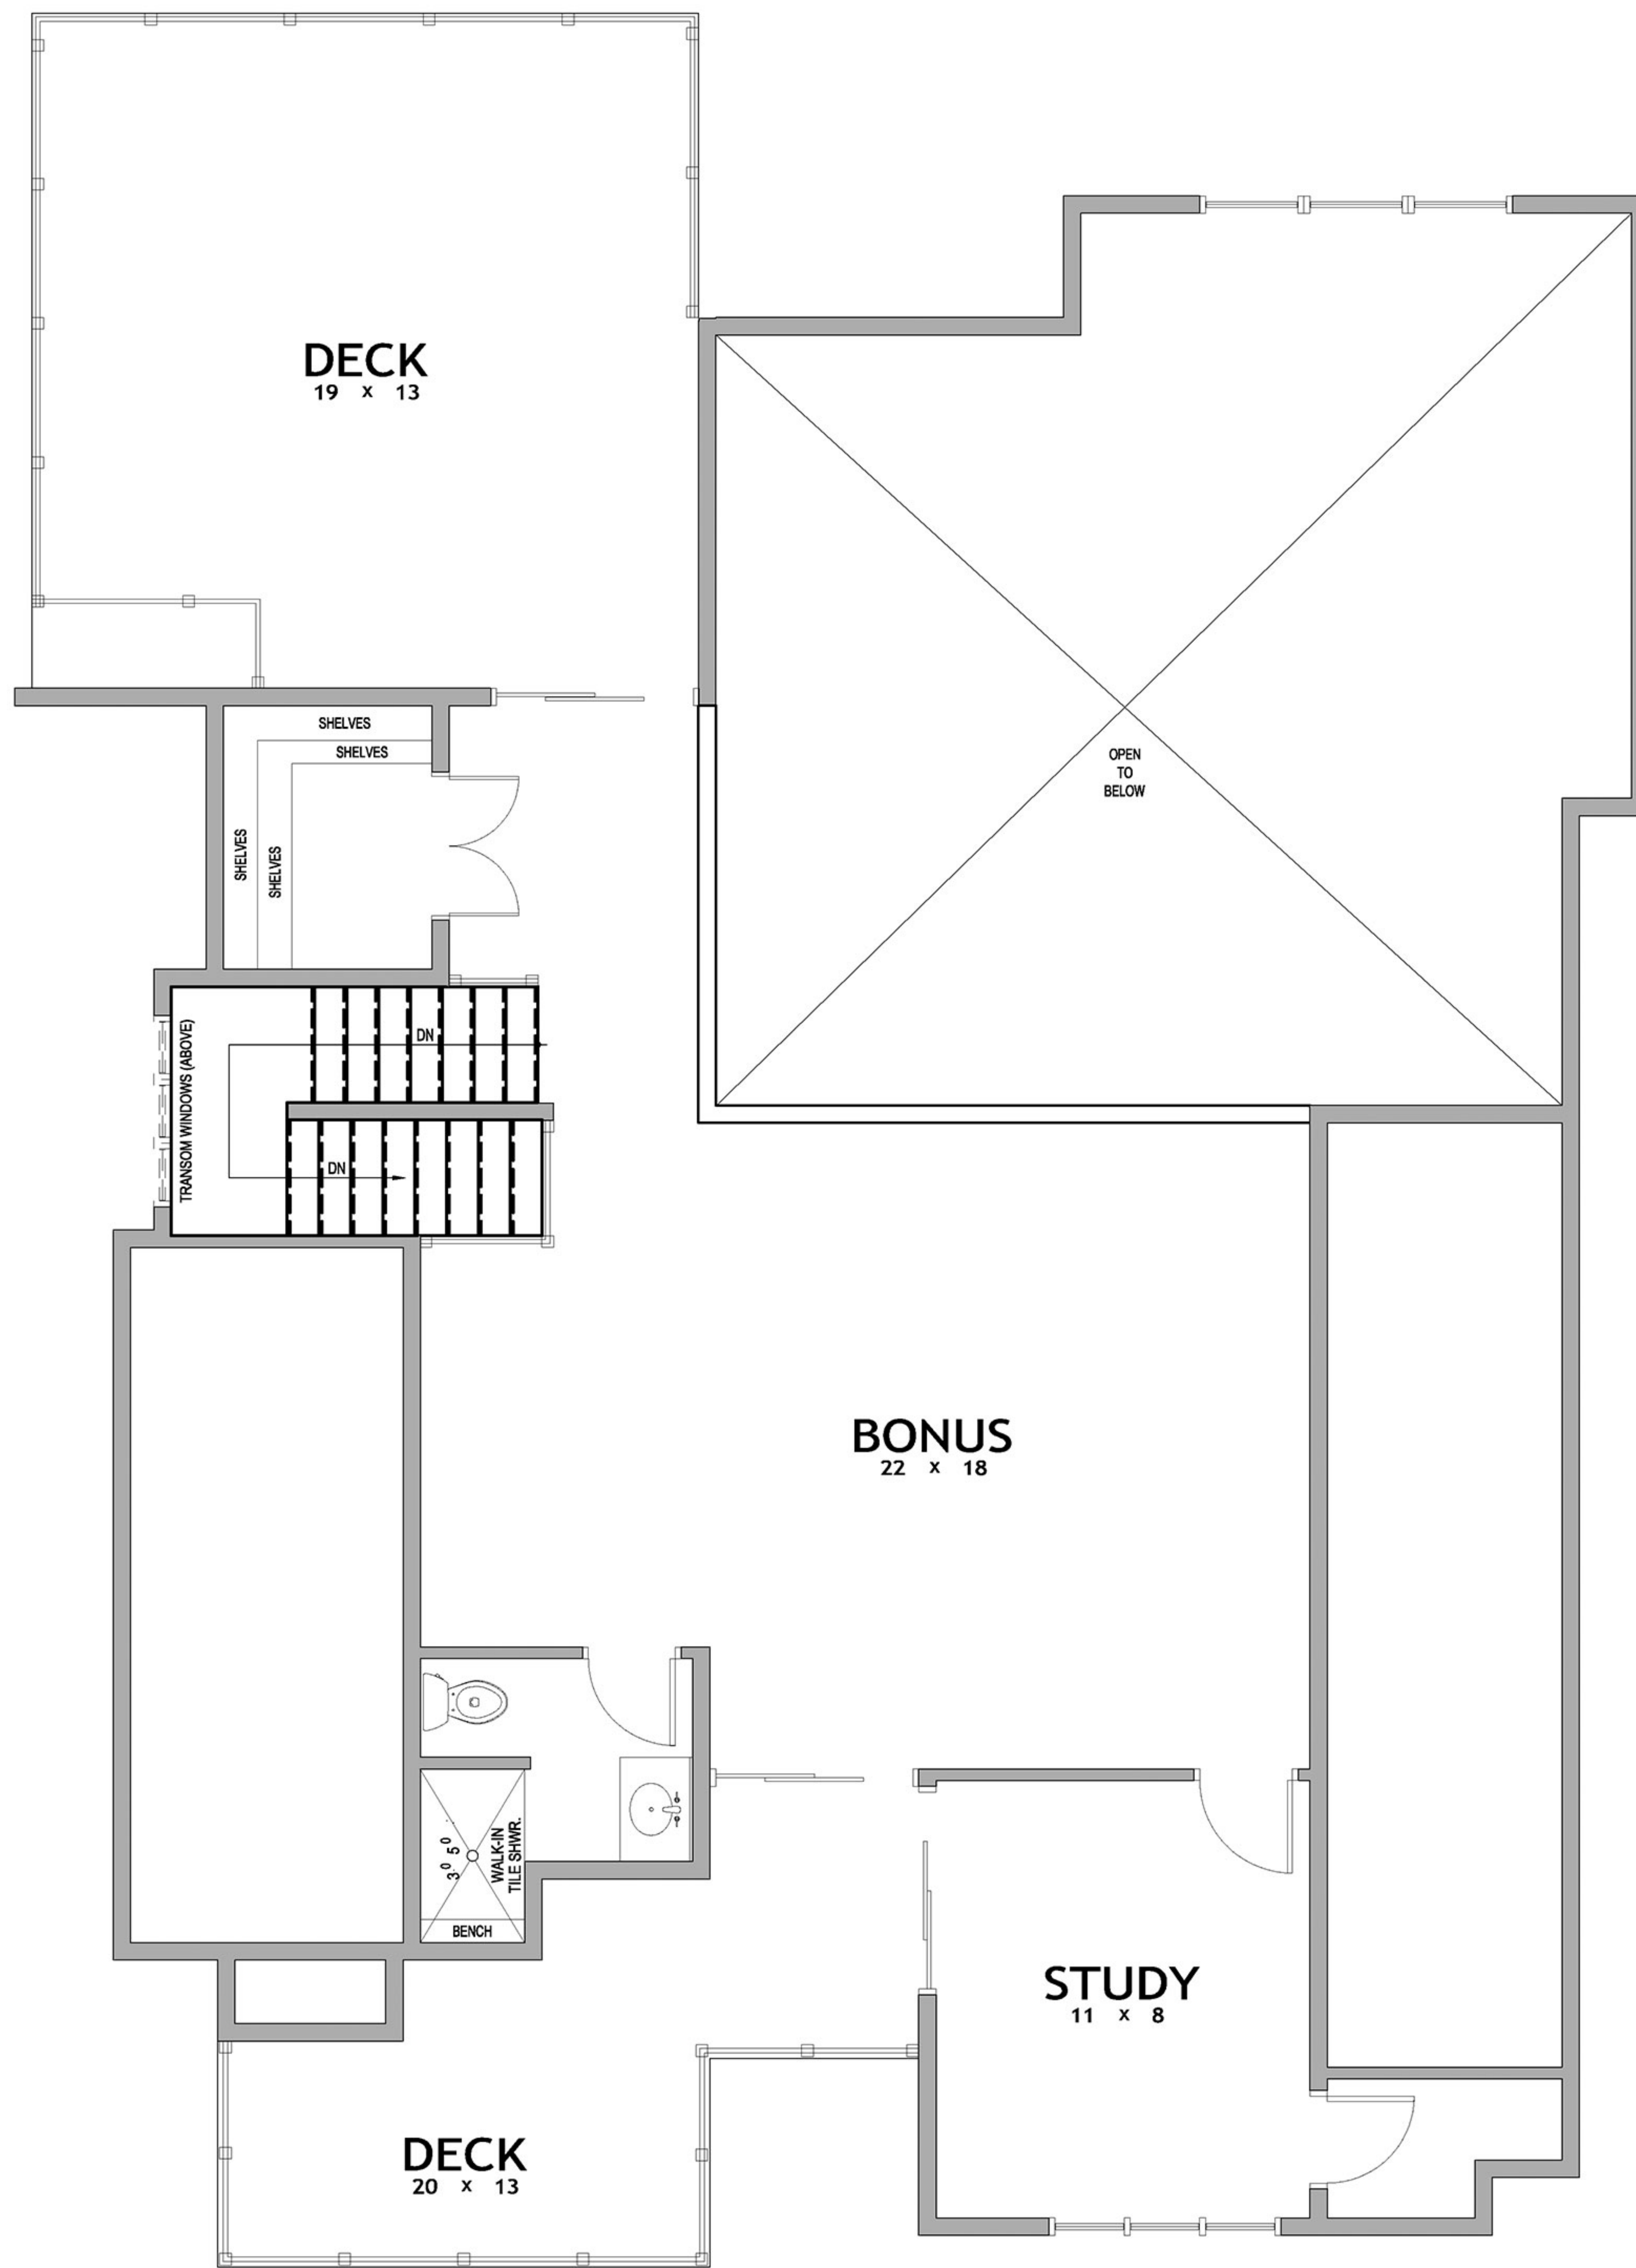 DECK
19 x 13
SHELVES
SHELVES
SHELVES
SHELVES
OPEN
TO
BELOW
TRANSOM WINDOWS (ABOVE)
DN
DN
BONUS
22 x 18
3⁰ 5⁰
WALK-IN
TILE SHWR.
BENCH
STUDY
11 x 8
DECK
20 x 13